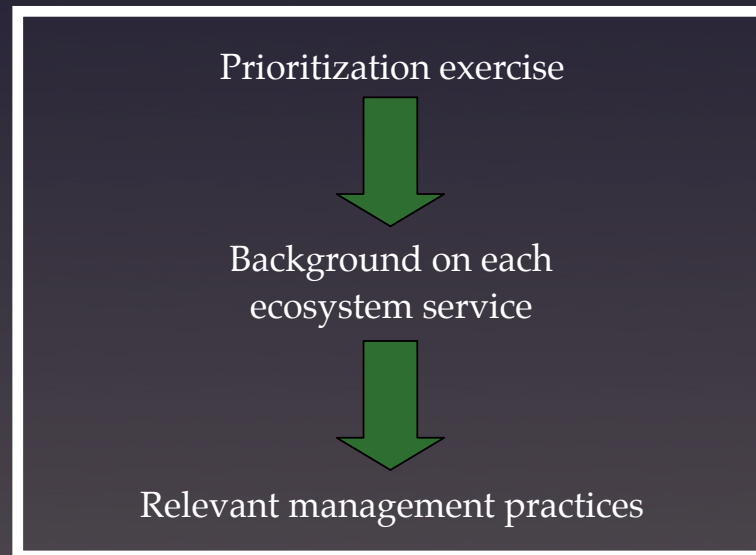 Prioritization exercise
Background on each
ecosystem service
Relevant management practices